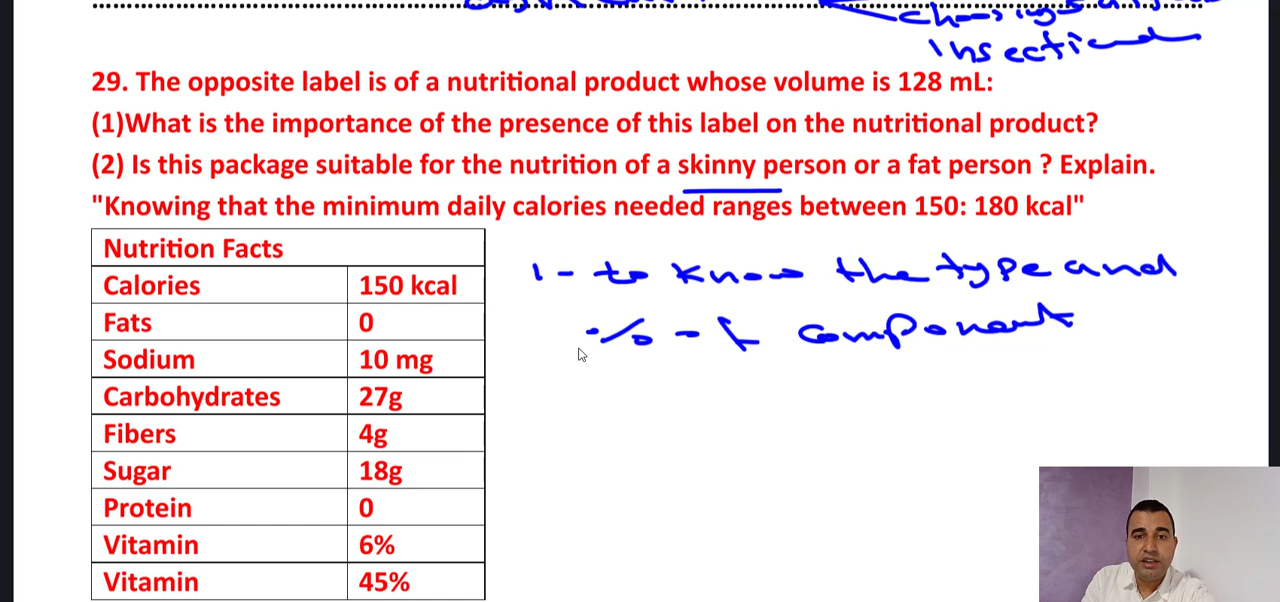 insecticid
29. The opposite label is of a nutritional product whose volume is 128 mL:
(1)What is the importance of the presence of this label on the nutritional product?
(2) Is this package suitable for the nutrition of a skinny person or a fat person ? Explain.
"Knowing that the minimum daily calories needed ranges between 150: 180 kcal"
Nutrition Facts
Calories 150 kcal
Fats 0
Sodium 10 mg
Carbohydrates 27g
Fibers 4g
Sugar 18g
Protein 0
Vitamin 6%
Vitamin 45%
1 - to know the type and
% of component